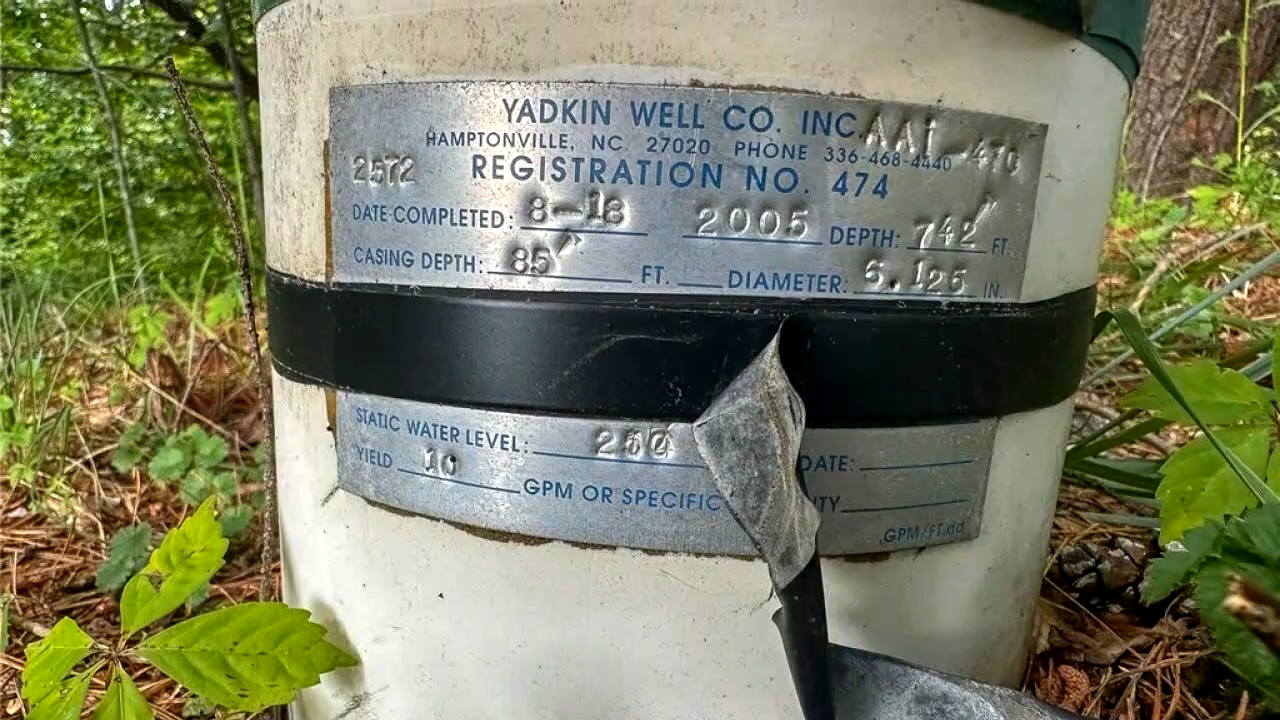 YADKIN WELL CO. INC. AAI 470
HAMPTONVILLE, NC. 27020 PHONE 336-468-4440
2572 REGISTRATION NO. 474
DATE COMPLETED: 8-18 2005 DEPTH: 742' FT.
CASING DEPTH: 85' FT. DIAMETER: 6.125 IN.
STATIC WATER LEVEL: DATE:
YIELD 10 GPM OR SPECIFIC
GPM/FT.dd